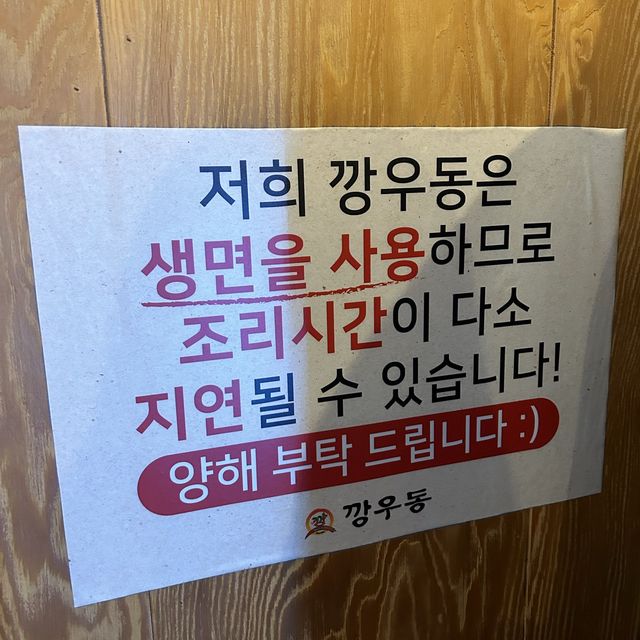 저희 깡우동은
생면을 사용하므로
조리시간이 다소
지연될 수 있습니다!
양해 부탁 드립니다 :)
깡우동